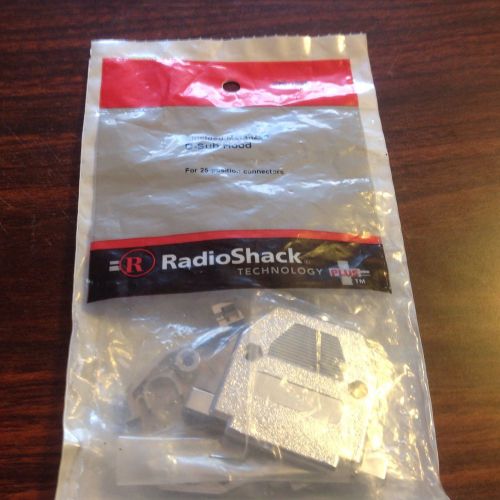 D-Sub Hood
For 25 position connectors
R RadioShack
TECHNOLOGY PLUS TM